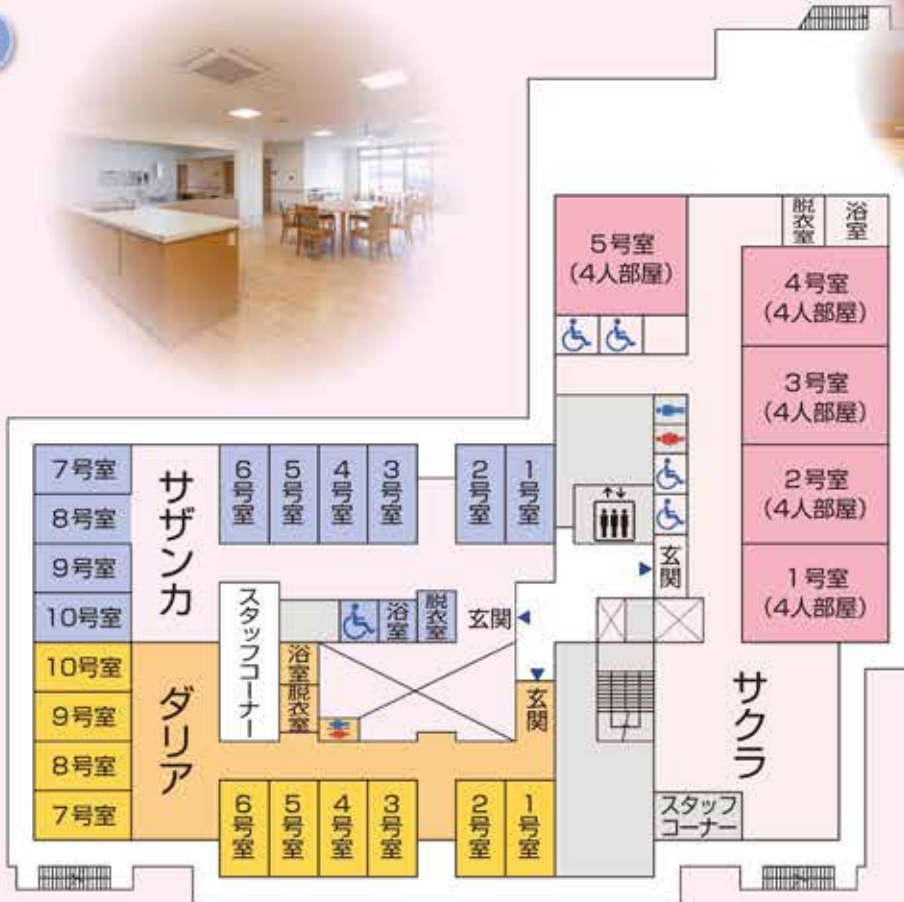 5号室
(4人部屋)
脱衣室
浴室
4号室
(4人部屋)
3号室
(4人部屋)
2号室
(4人部屋)
1号室
(4人部屋)
玄関
サクラ
スタッフ
コーナー
7号室
8号室
9号室
10号室
サザンカ
6号室
5号室
4号室
3号室
2号室
1号室
スタッフコーナー
浴室
脱衣室
玄関
10号室
9号室
8号室
7号室
ダリア
浴室
脱衣室
玄関
6号室
5号室
4号室
3号室
2号室
1号室